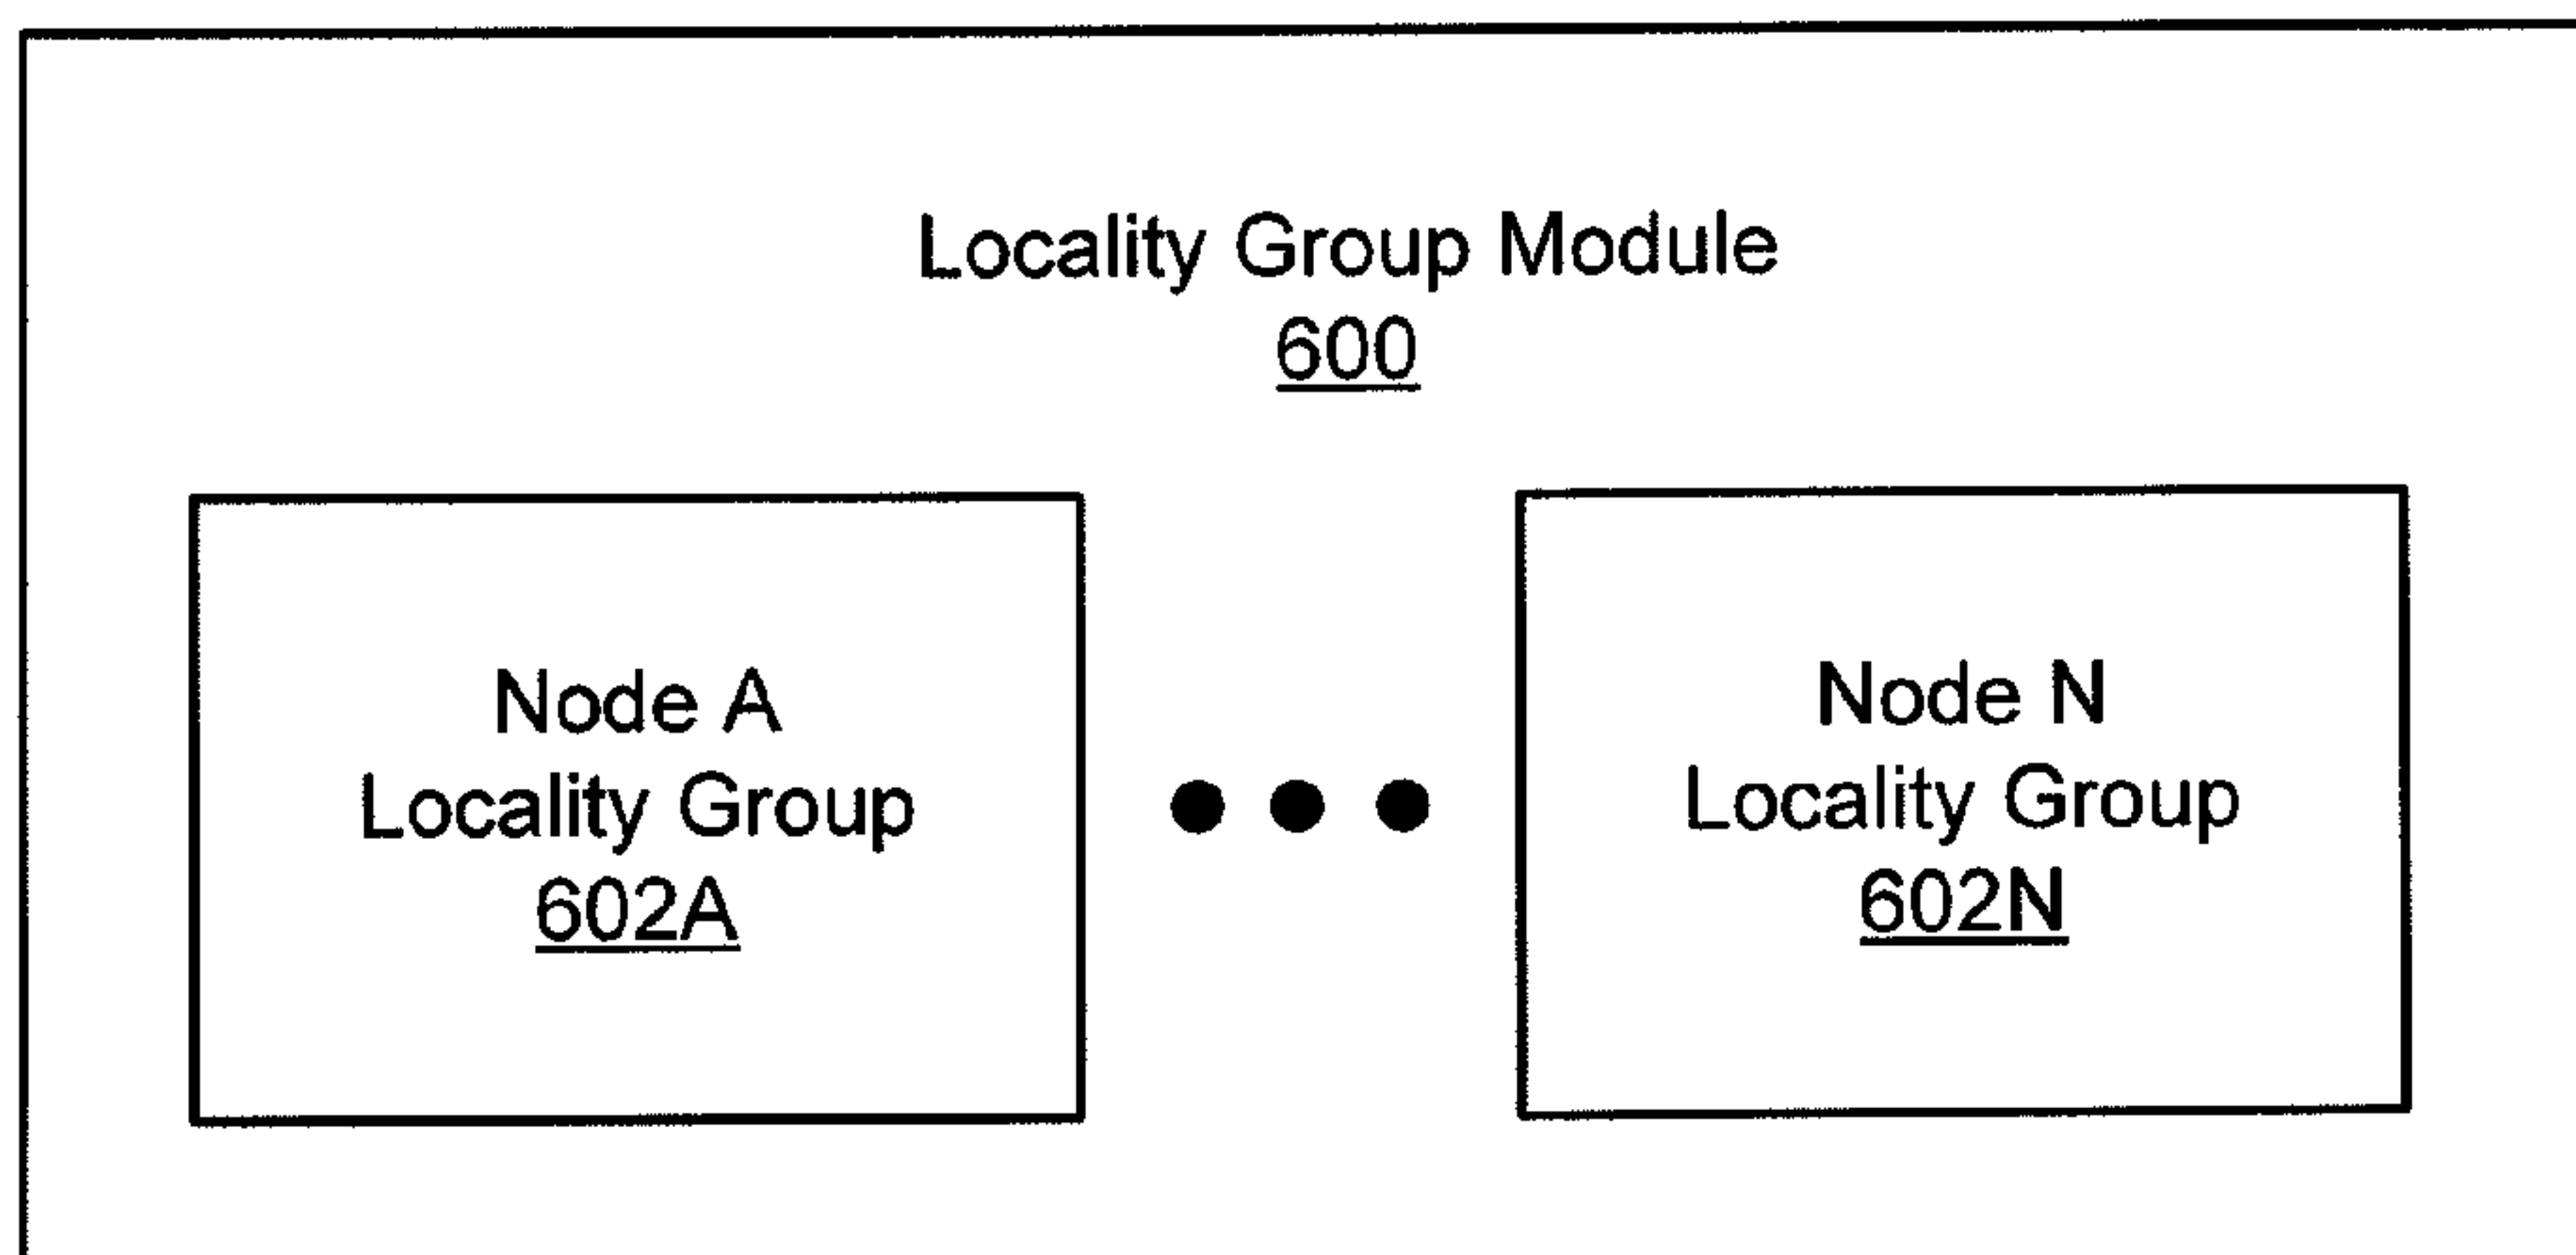 Locality Group Module
600
Node A
Locality Group
602A
Node N
Locality Group
602N